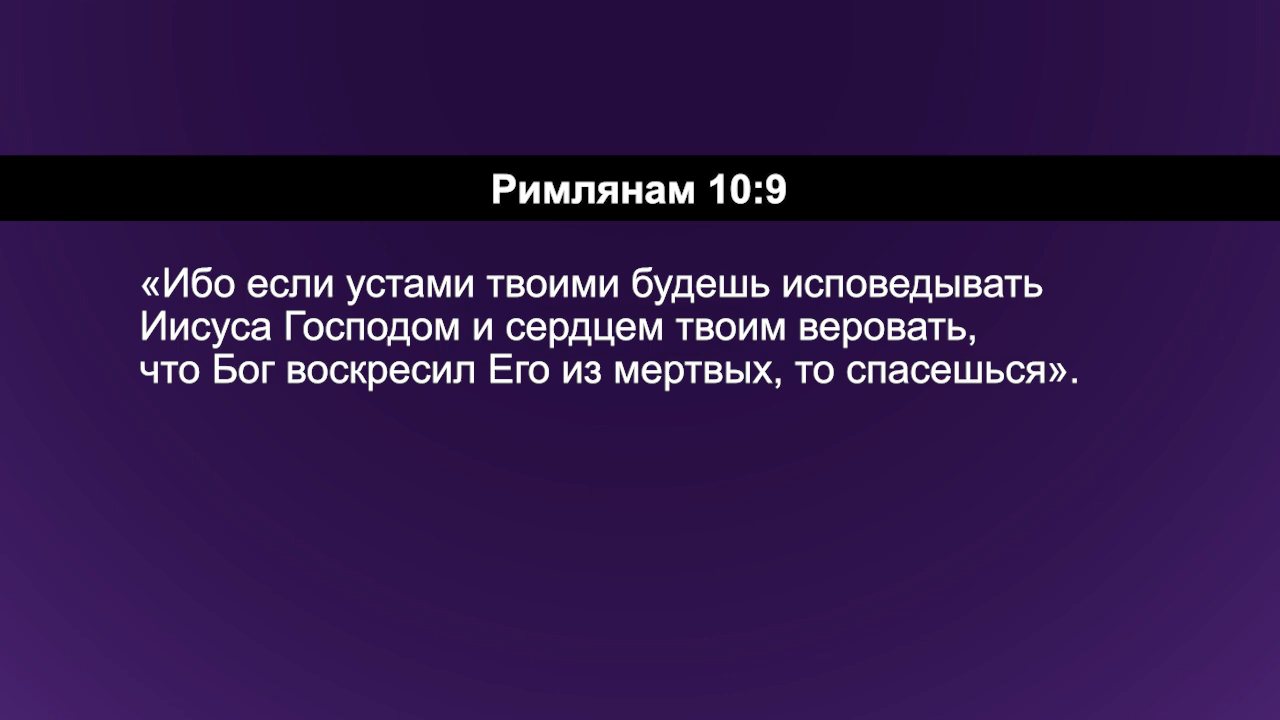 Римлянам 10:9
«Ибо если устами твоими будешь исповедывать
Иисуса Господом и сердцем твоим веровать,
что Бог воскресил Его из мертвых, то спасешься».